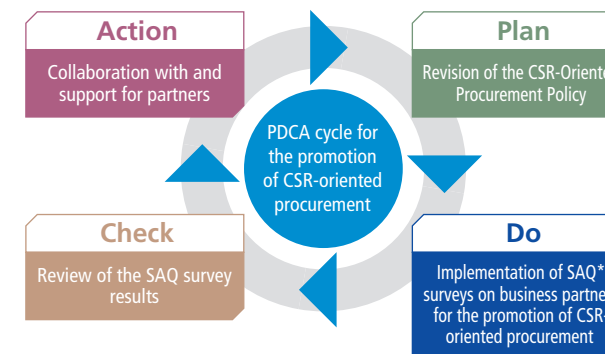 Action
Collaboration with and
support for partners
Plan
Revision of the CSR-Oriente
Procurement Policy
PDCA cycle for
the promotion
of CSR-oriented
procurement
Check
Review of the SAQ survey
results
Do
Implementation of SAQ*
surveys on business partne
for the promotion of CSR-
oriented procurement